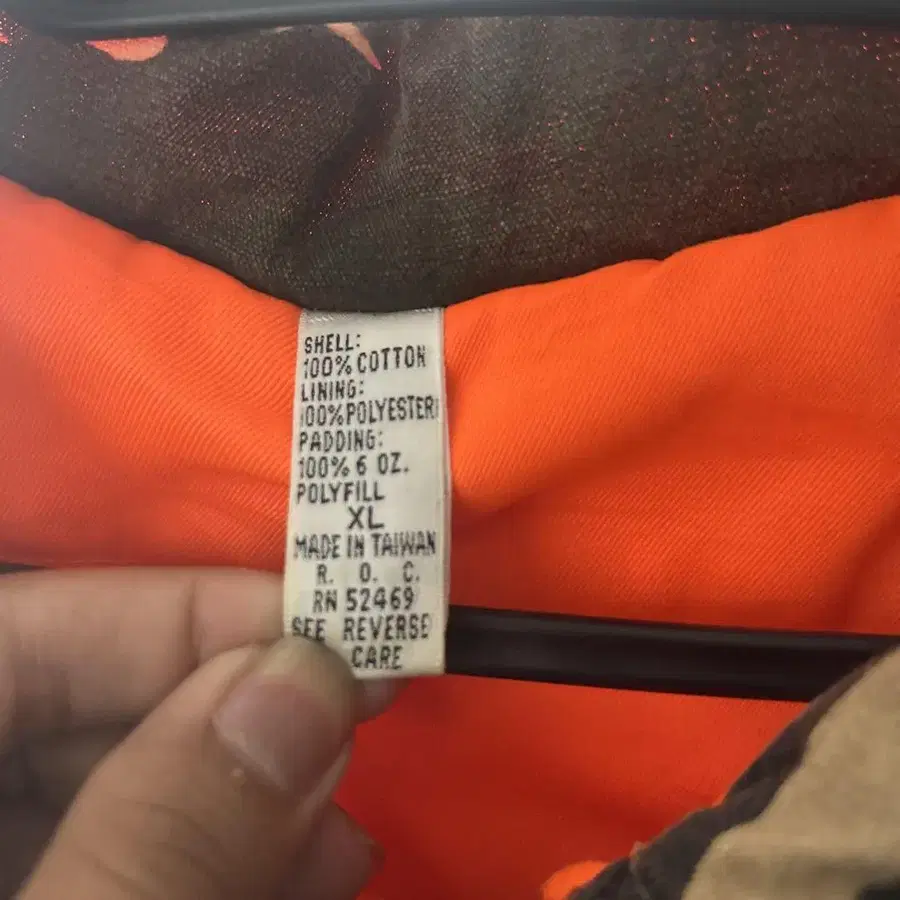 SHELL:
100% COTTON
LINING:
100%POLYESTER
PADDING:
100% 6 OZ.
POLYFILL
XL
MADE IN TAIWAN
R. O. C.
RN 52469
SEE REVERSE
CARE